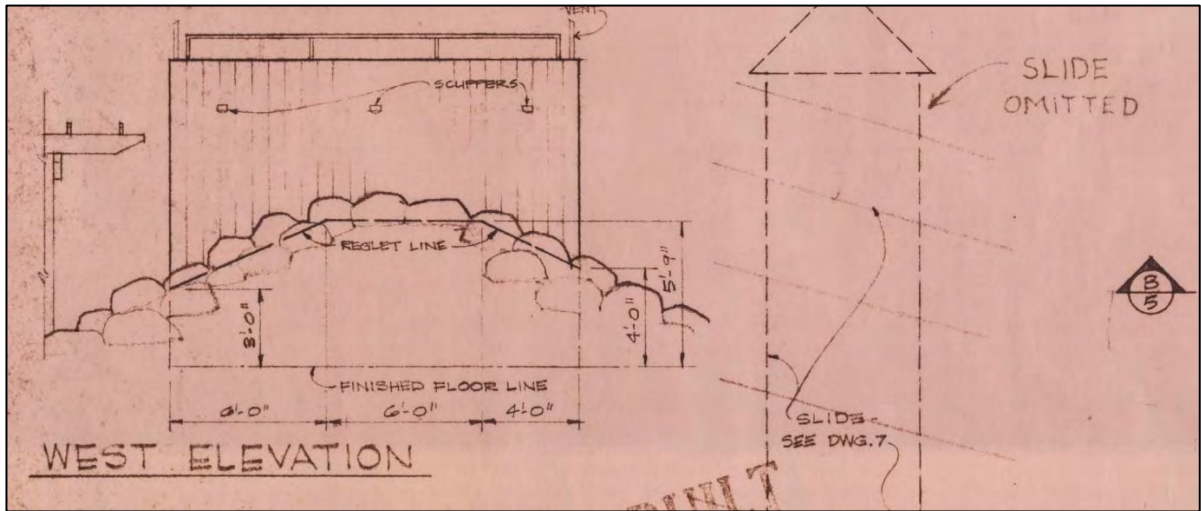 VENT
SCUPPERS
SLIDE
OMITTED
REGLET LINE
3'-0"
4'-0"
5'-9"
B
5
FINISHED FLOOR LINE
6'-0"
6'-0"
4'-0"
SLIDE
SEE DWG. 7
WEST ELEVATION
BUILT